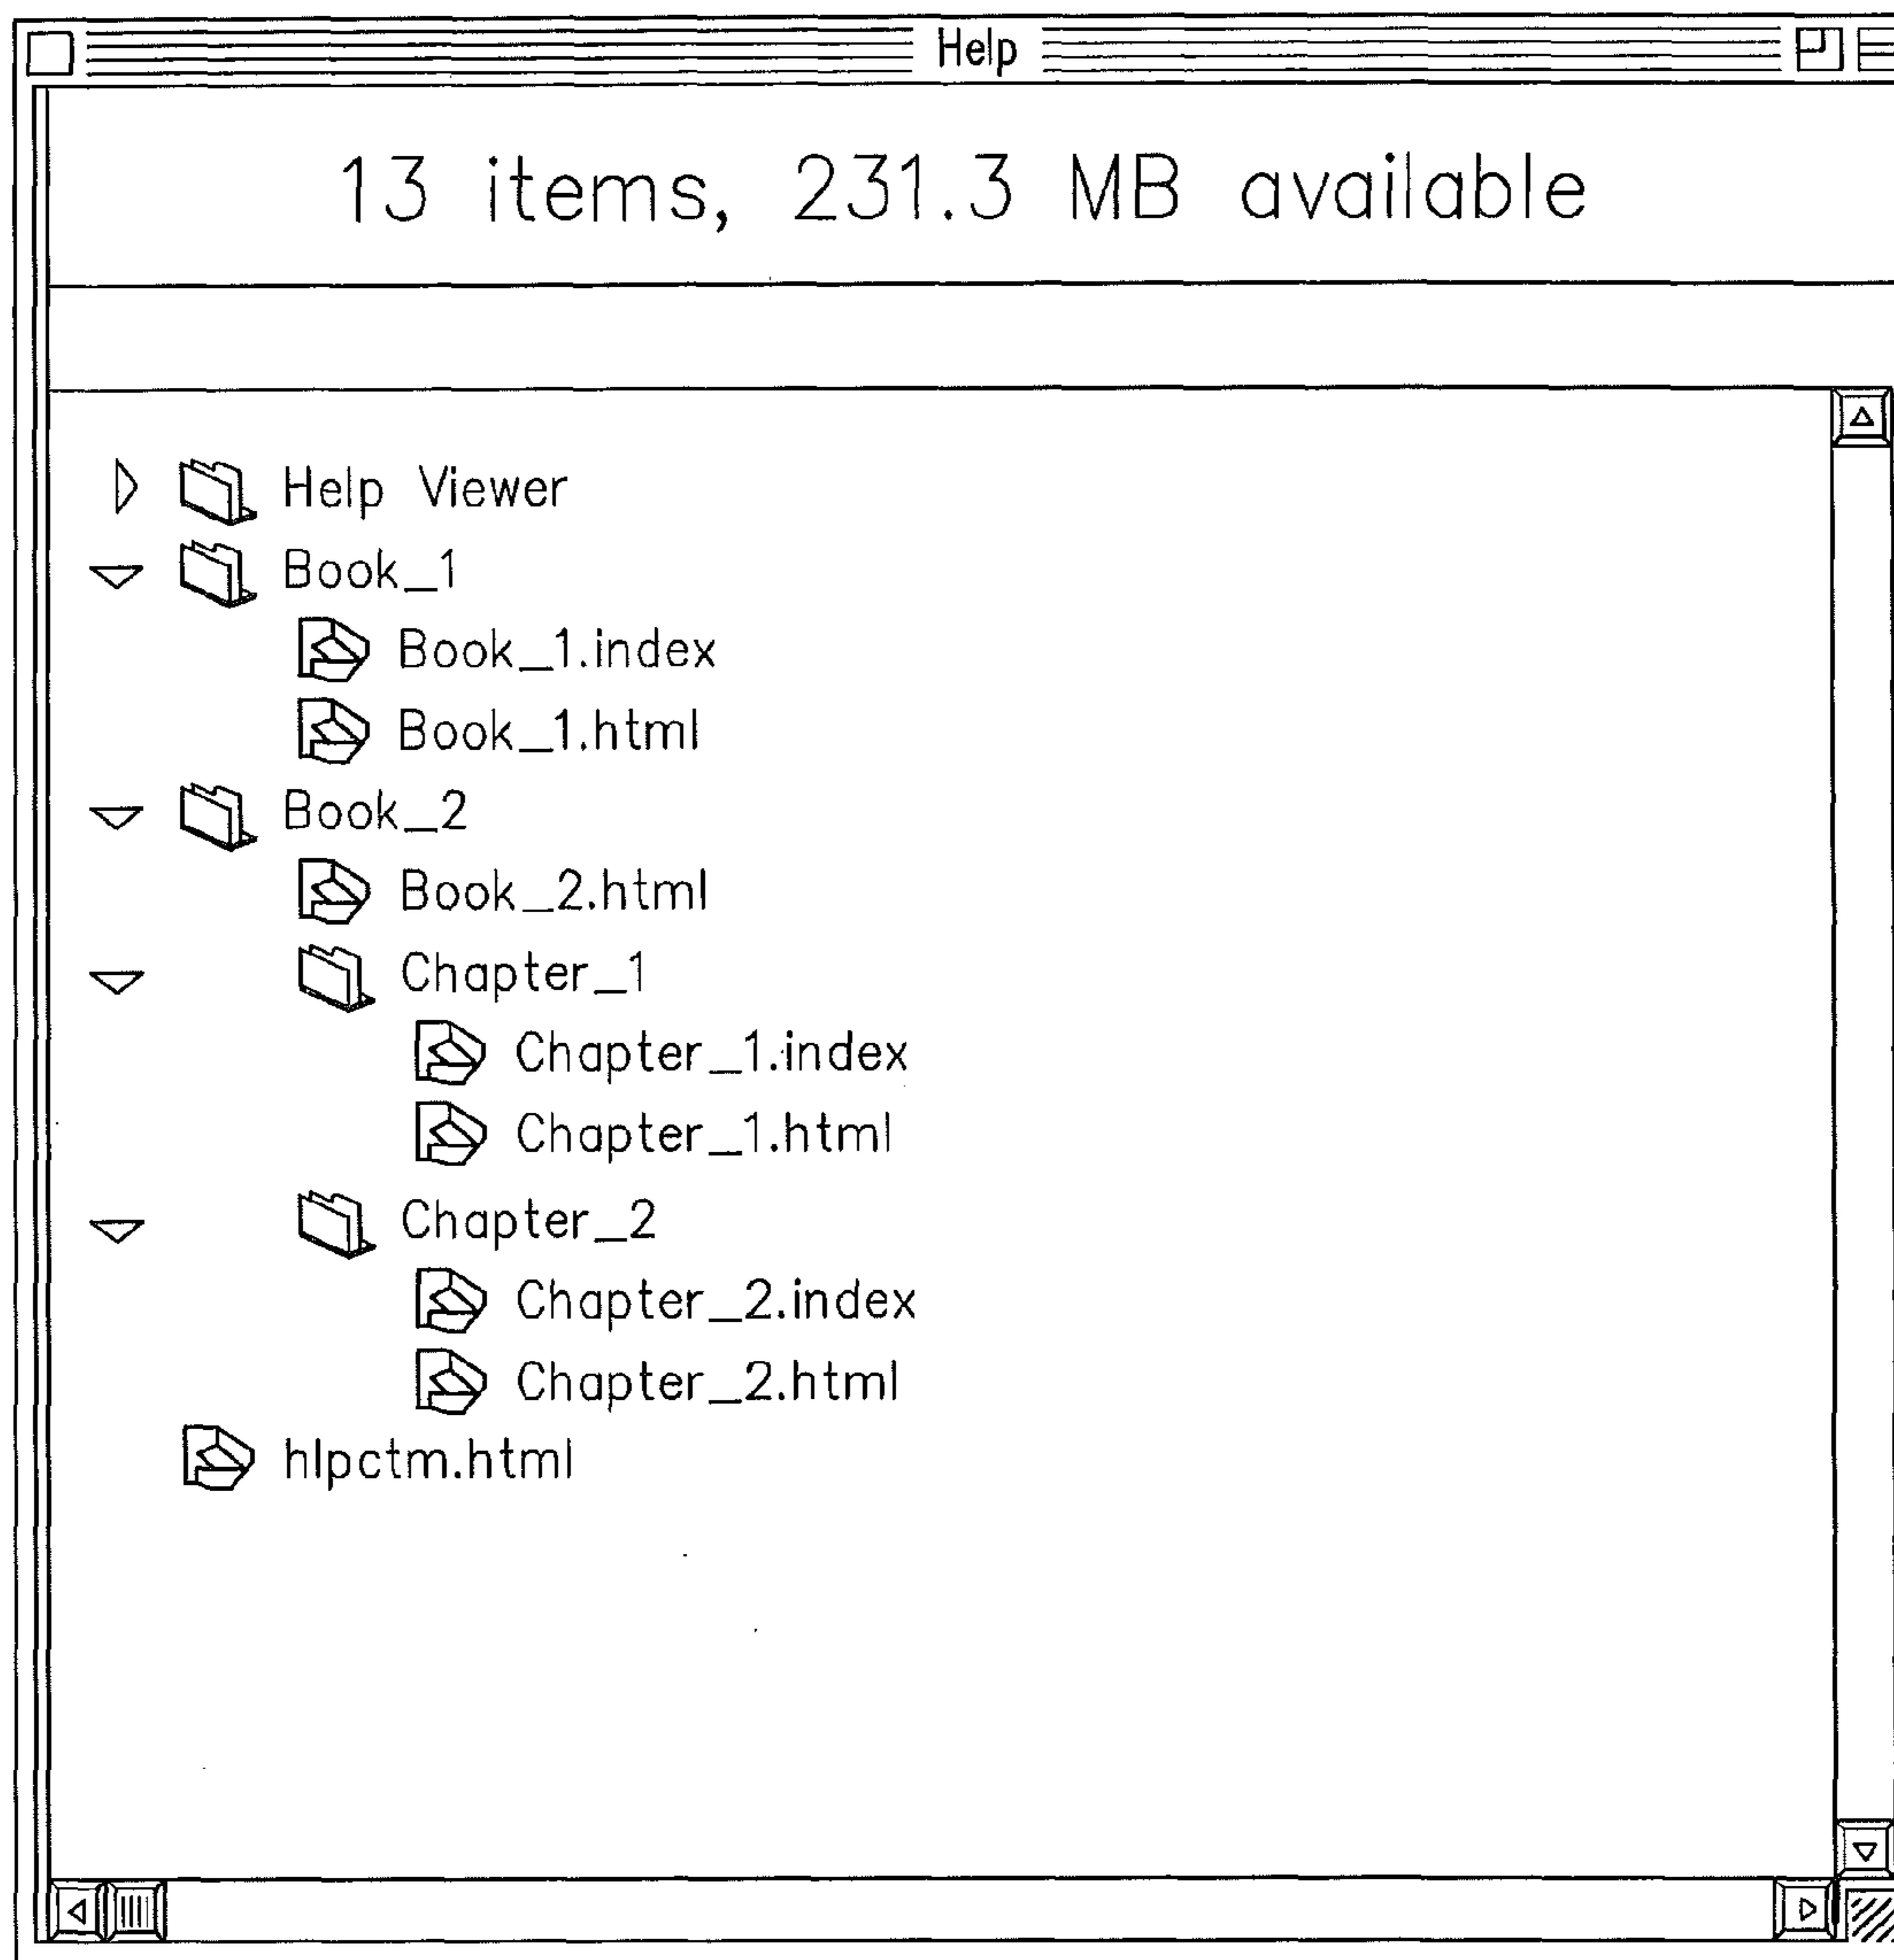 Help
13 items, 231.3 MB available
Help Viewer
Book_1
Book_1.index
Book_1.html
Book_2
Book_2.html
Chapter_1
Chapter_1.index
Chapter_1.html
Chapter_2
Chapter_2.index
Chapter_2.html
hlpctm.html